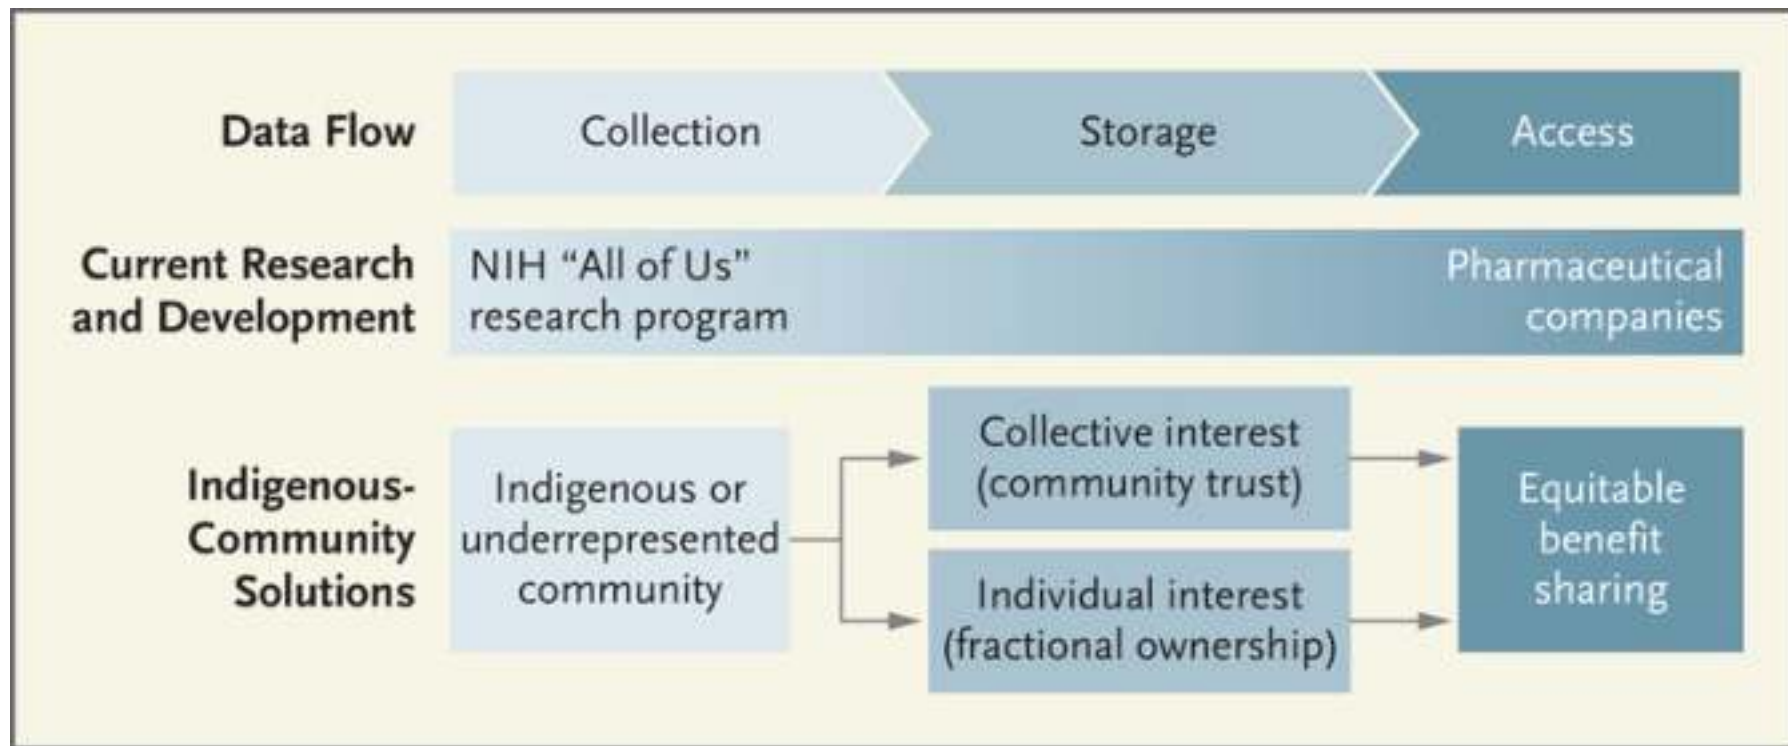 Data Flow
Collection
Storage
Access
Current Research
and Development
NIH “All of Us”
research program
Pharmaceutical
companies
Indigenous-
Community
Solutions
Indigenous or
underrepresented
community
Collective interest
(community trust)
Individual interest
(fractional ownership)
Equitable
benefit
sharing